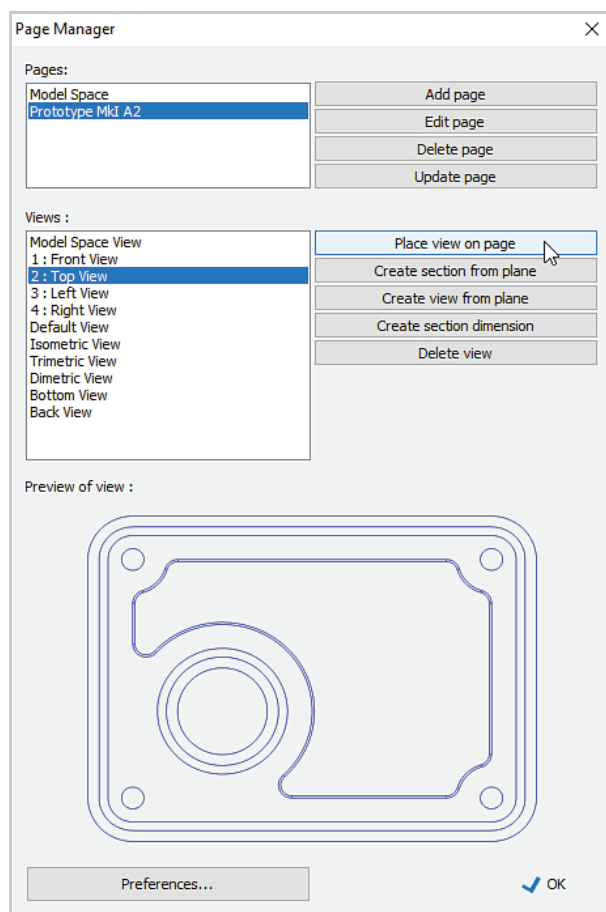 Page Manager
Pages:
Model Space
Prototype MkI A2
Add page
Edit page
Delete page
Update page
Views :
Model Space View
1 : Front View
2 : Top View
3 : Left View
4 : Right View
Default View
Isometric View
Trimetric View
Dimetric View
Bottom View
Back View
Place view on page
Create section from plane
Create view from plane
Create section dimension
Delete view
Preview of view :
Preferences...
OK